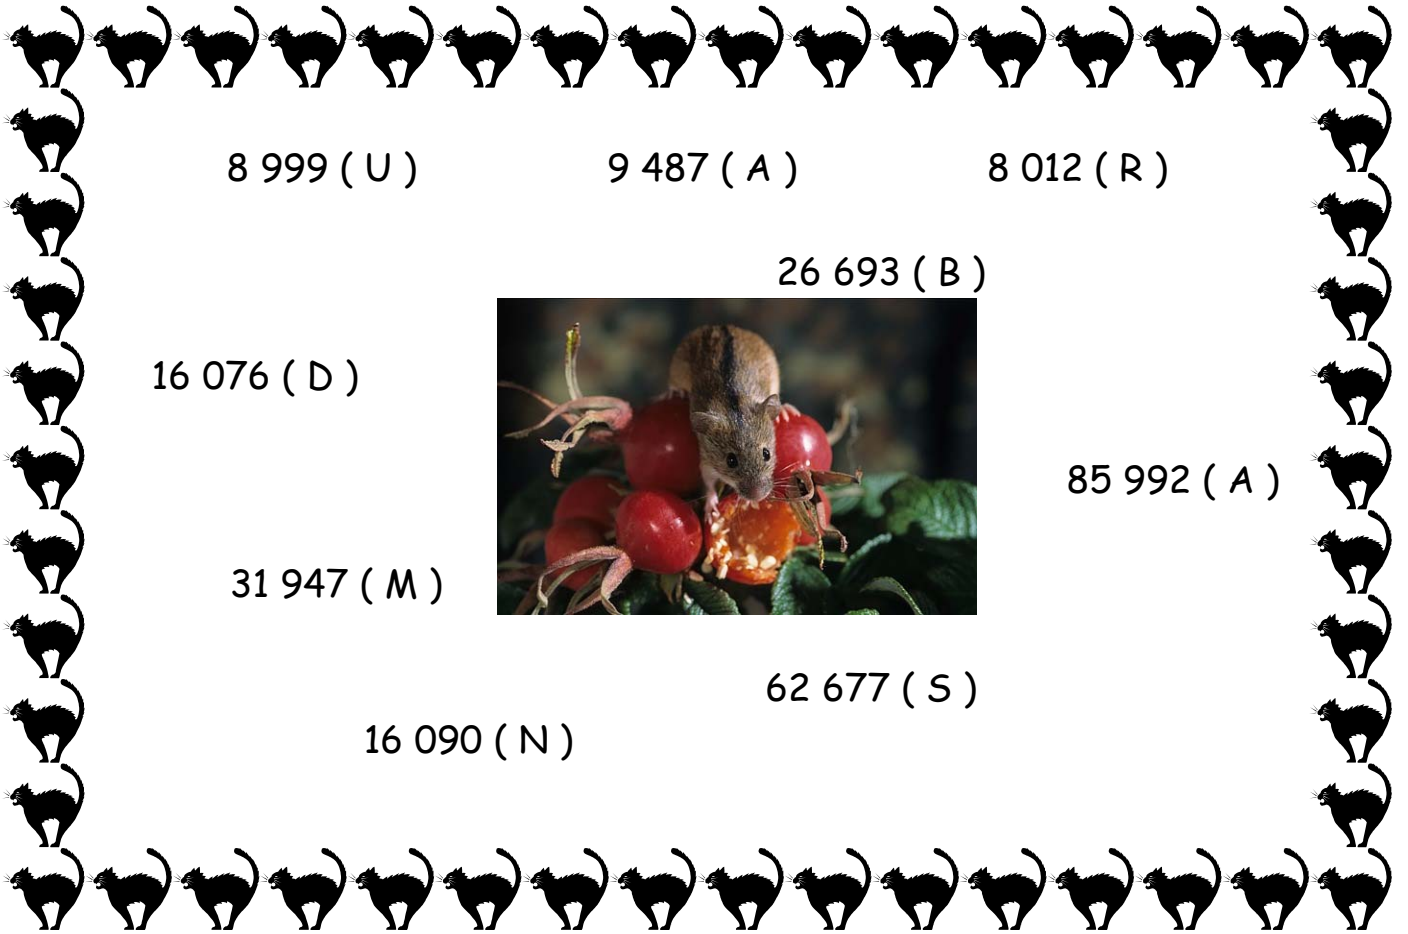 8 999 ( U ) 9 487 ( A ) 8 012 ( R )
26 693 ( B )
16 076 ( D )
85 992 ( A )
31 947 ( M )
62 677 ( S )
16 090 ( N )